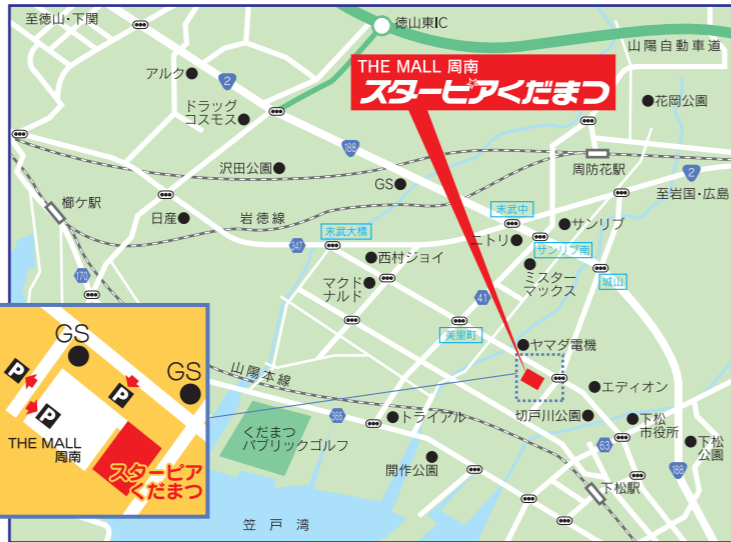 至徳山・下関
徳山東IC
山陽自動車道
アルク
2
THE MALL 周南
スターピアくだまつ
ドラッグ
コスモス
花岡公園
188
沢田公園
GS
周防花駅
2
至岩国・広島
櫛ケ駅
日産
岩徳線
347
末武大橋
末武中
サンリブ
ニトリ
サンリブ南
西村ジョイ
170
マクド
ナルド
41
ミスター
マックス
城山
美里町
ヤマダ電機
GS
GS
P
P
P
THE MALL
周南
スターピア
くだまつ
山陽本線
366
トライアル
エディオン
切戸川公園
下松
市役所
くだまつ
パブリックゴルフ
開作公園
63
188
下松
公園
下松駅
笠戸湾